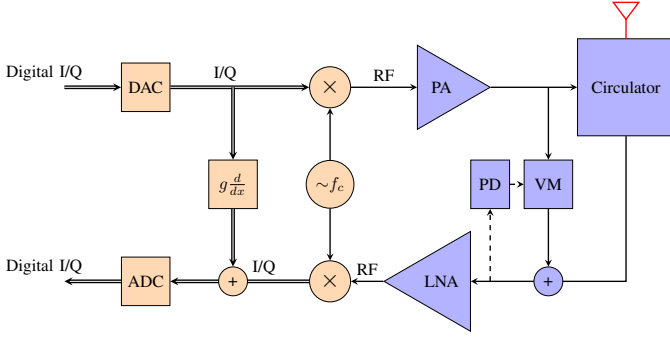 Digital I/Q
DAC
I/Q
×
RF
PA
Circulator
g d/dx
∼f_c
PD
VM
Digital I/Q
ADC
+
I/Q
×
RF
LNA
+